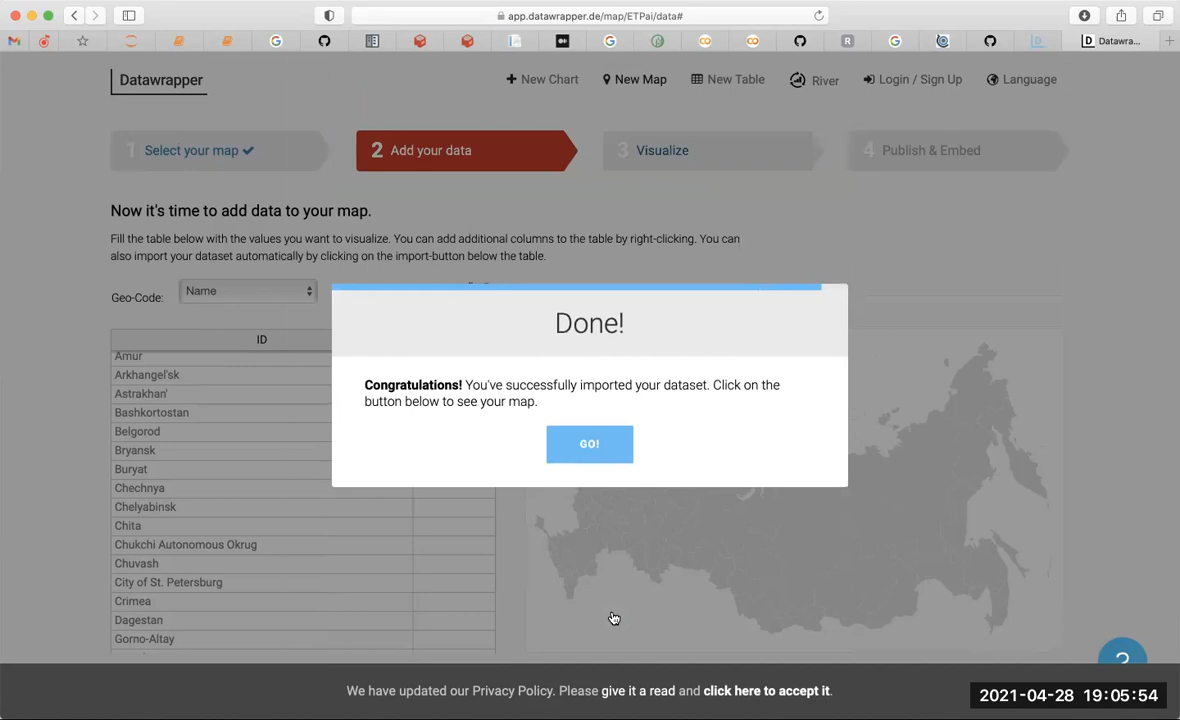 app.datawrapper.de/map/ETPai/data#
Datawra...
Datawrapper
New Chart
New Map
New Table
River
Login / Sign Up
Language
1 Select your map
2 Add your data
3 Visualize
4 Publish & Embed
Now it's time to add data to your map.
Fill the table below with the values you want to visualize. You can add additional columns to the table by right-clicking. You can
also import your dataset automatically by clicking on the import-button below the table.
Geo-Code:
Name
Done!
Congratulations! You've successfully imported your dataset. Click on the
button below to see your map.
GO!
ID
Amur
Arkhangel'sk
Astrakhan'
Bashkortostan
Belgorod
Bryansk
Buryat
Chechnya
Chelyabinsk
Chita
Chukchi Autonomous Okrug
Chuvash
City of St. Petersburg
Crimea
Dagestan
Gorno-Altay
?
We have updated our Privacy Policy. Please give it a read and click here to accept it.
2021-04-28 19:05:54